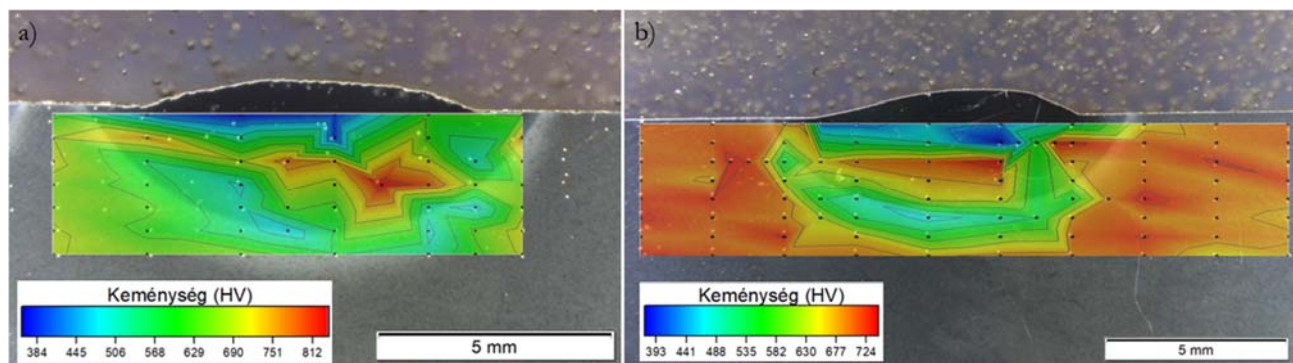 a)
Keménység (HV)
384 445 506 568 629 690 751 812
5 mm
b)
Keménység (HV)
393 441 488 535 582 630 677 724
5 mm